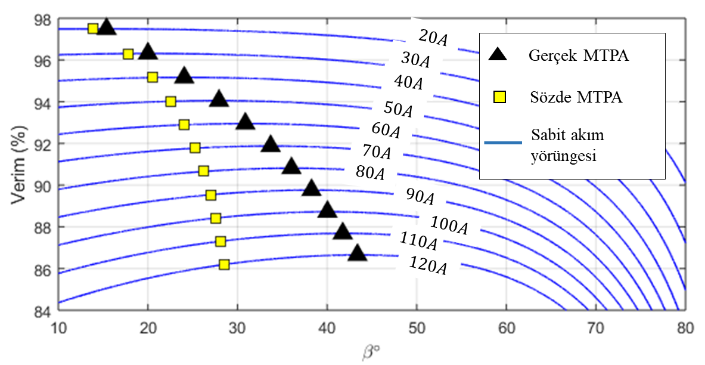 98
96
94
92
90
88
86
84
Verim (%)
20A
30A
40A
50A
60A
70A
80A
90A
100A
110A
120A
Gerçek MTPA
Sözde MTPA
Sabit akım
yörüngesi
10 20 30 40 50 60 70 80
β°